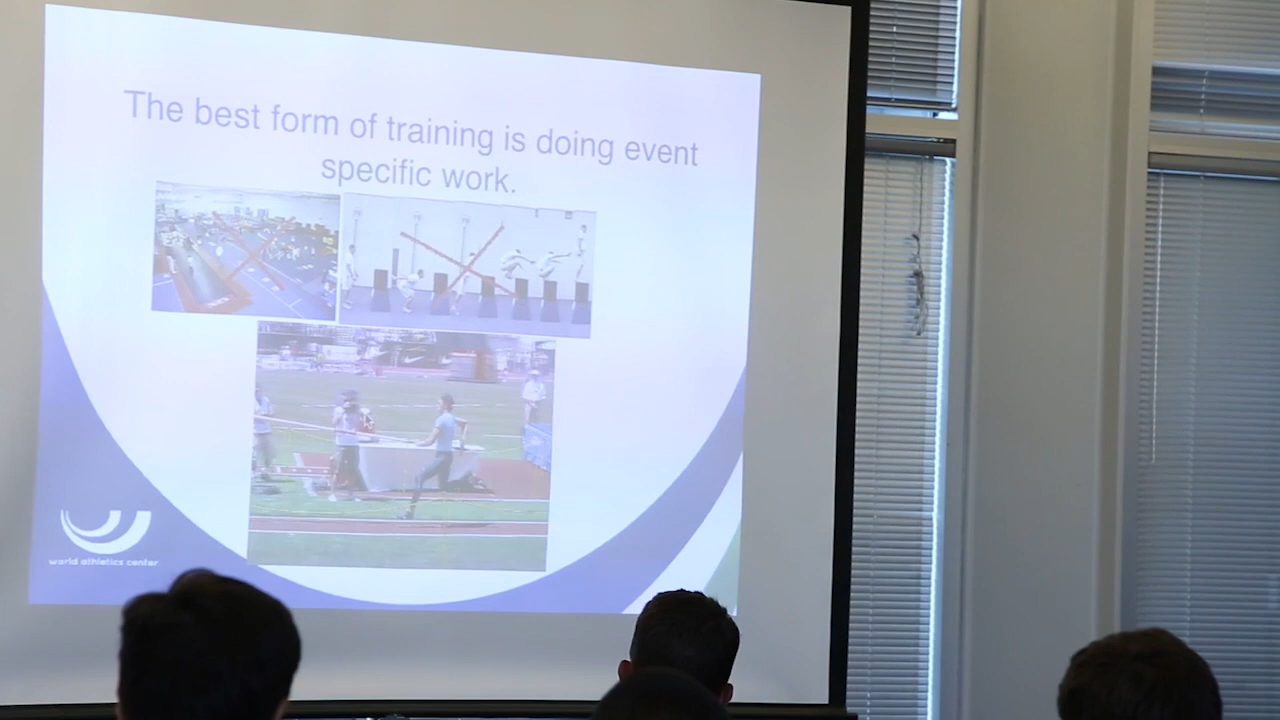 The best form of training is doing event
specific work.
world athletics center